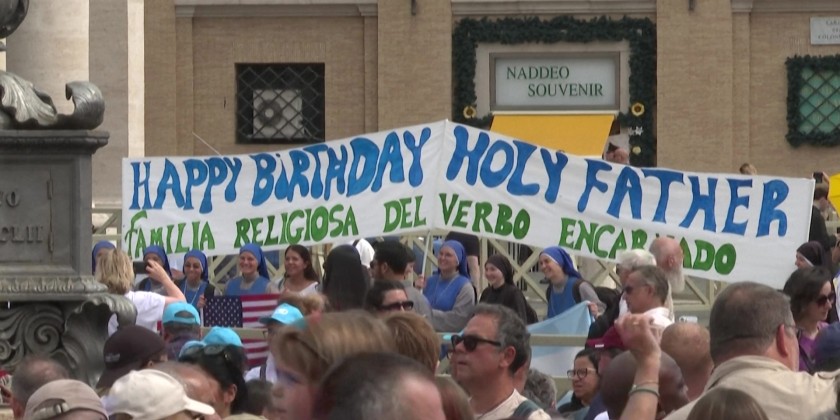 NADDEO
SOUVENIR
HAPPY BIRTHDAY HOLY FATHER
FAMILIA RELIGIOSA DEL VERBO ENCARNADO